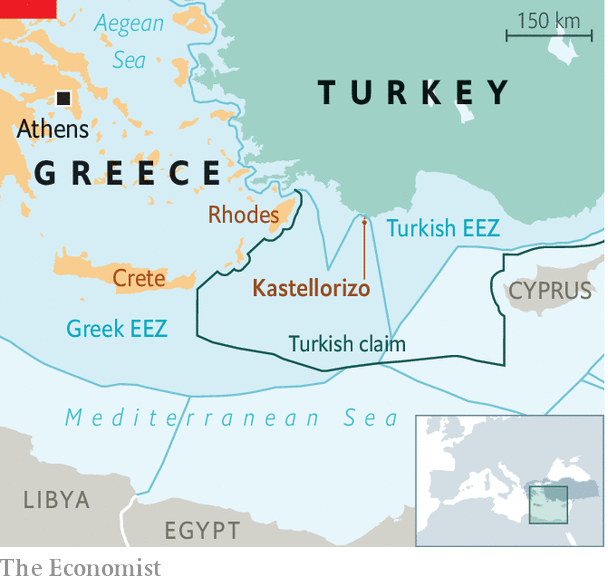 150 km
Aegean
Sea
TURKEY
Athens
GREECE
Rhodes
Turkish EEZ
Kastellorizo
Crete
CYPRUS
Greek EEZ
Turkish claim
Mediterranean Sea
LIBYA
EGYPT
The Economist